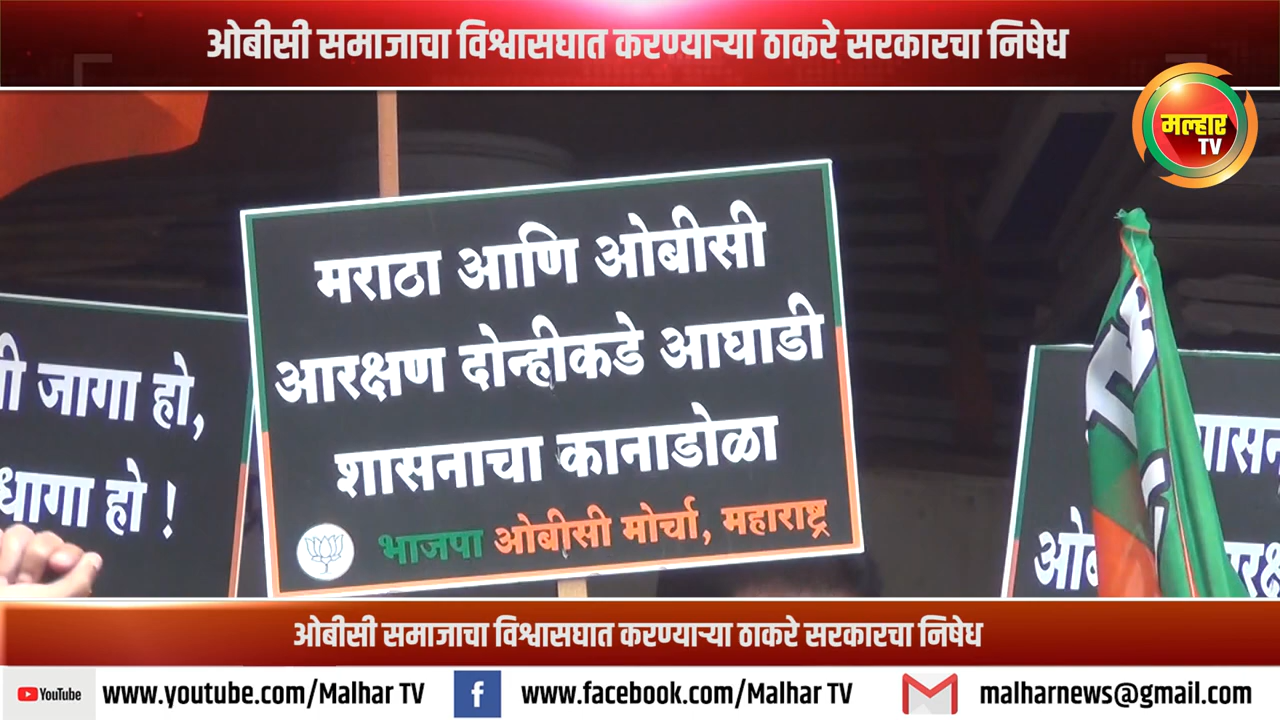 ओबीसी समाजाचा विश्वासघात करण्याऱ्या ठाकरे सरकारचा निषेध
मल्हार
TV
मराठा आणि ओबीसी
आरक्षण दोन्हीकडे आघाडी
शासनाचा कानाडोळा
भाजपा ओबीसी मोर्चा, महाराष्ट्र
जागा हो,
धागा हो !
ओबीसी समाजाचा विश्वासघात करण्याऱ्या ठाकरे सरकारचा निषेध
YouTube www.youtube.com/Malhar TV www.facebook.com/Malhar TV malharnews@gmail.com